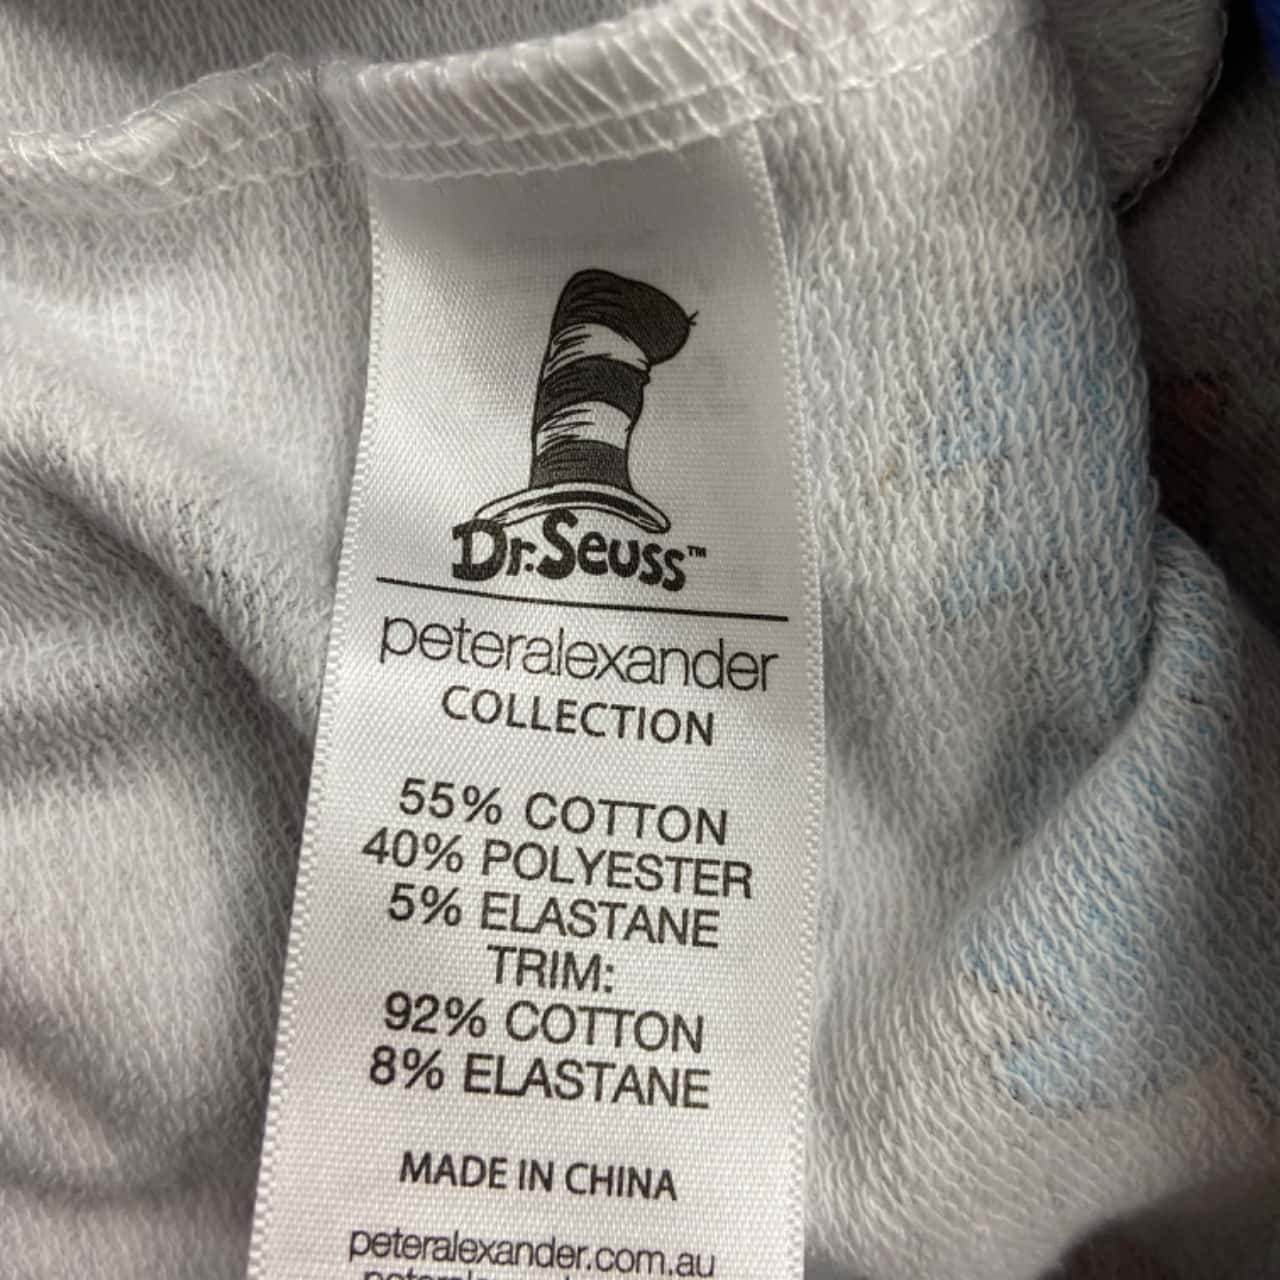 Dr. Seuss™
peteralexander
COLLECTION
55% COTTON
40% POLYESTER
5% ELASTANE
TRIM:
92% COTTON
8% ELASTANE
MADE IN CHINA
peteralexander.com.au